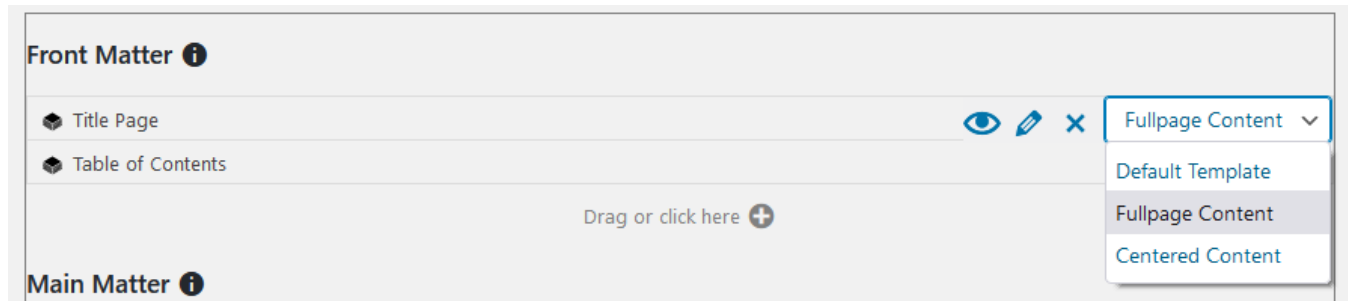 Front Matter
Title Page
Fullpage Content
Table of Contents
Default Template
Fullpage Content
Centered Content
Drag or click here
Main Matter